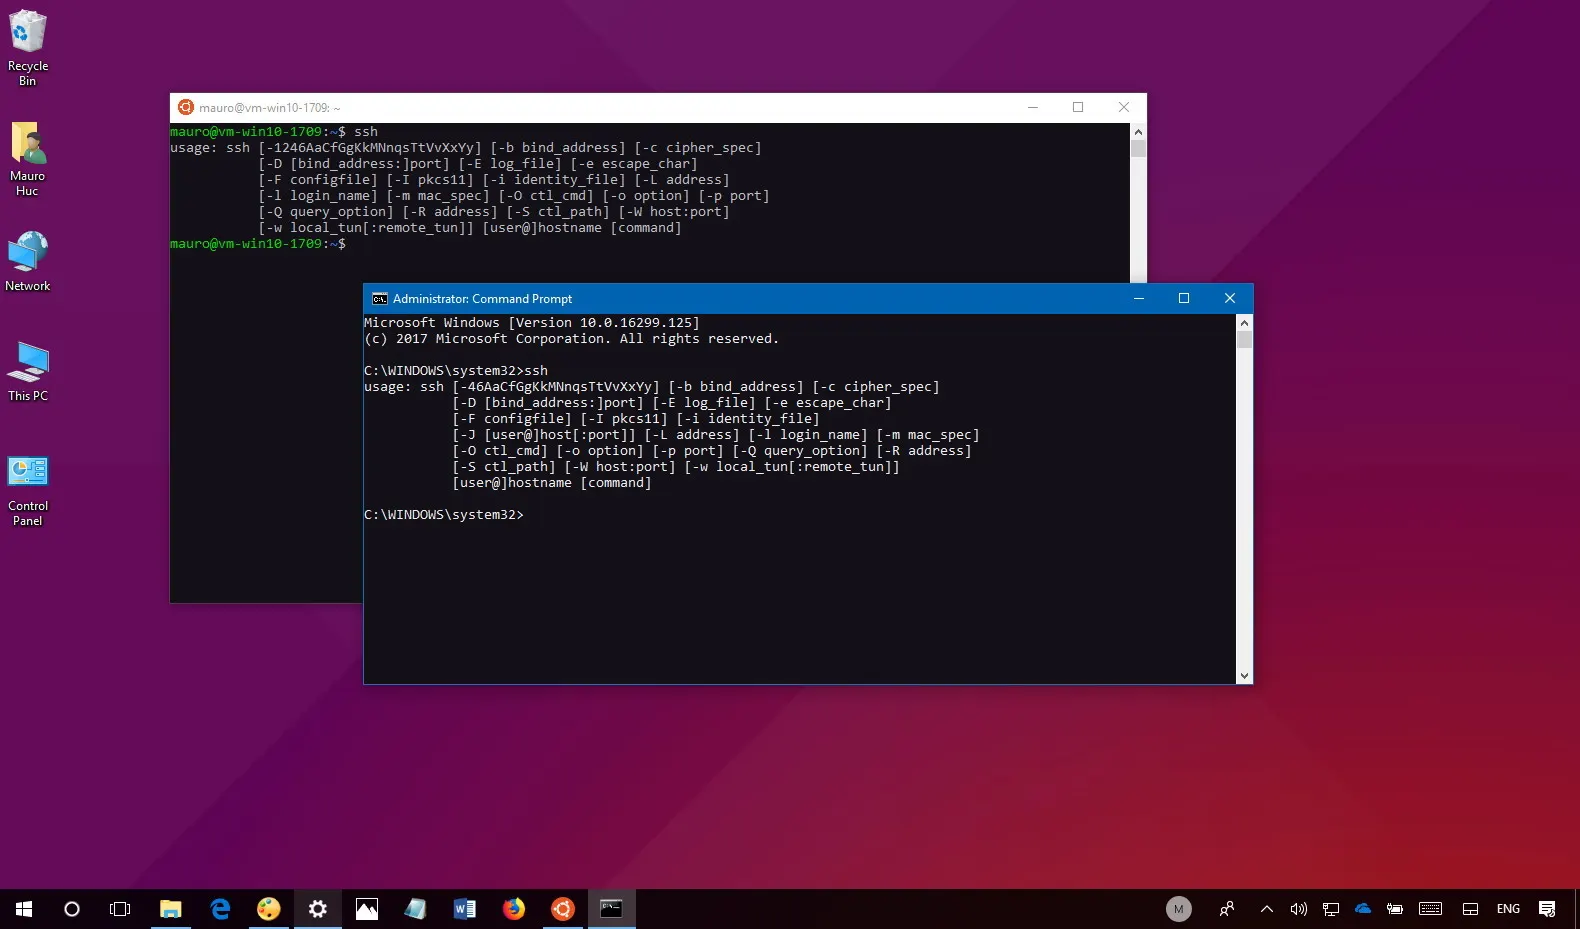 Recycle
Bin
Mauro
Huc
Network
This PC
Control
Panel
mauro@vm-win10-1709: ~
mauro@vm-win10-1709:~$ ssh
usage: ssh [-1246AaCfGgKkMNnqsTtVvXxYy] [-b bind_address] [-c cipher_spec]
[-D [bind_address:]port] [-E log_file] [-e escape_char]
[-F configfile] [-I pkcs11] [-i identity_file] [-L address]
[-l login_name] [-m mac_spec] [-O ctl_cmd] [-o option] [-p port]
[-Q query_option] [-R address] [-S ctl_path] [-W host:port]
[-w local_tun[:remote_tun]] [user@]hostname [command]
mauro@vm-win10-1709:~$
Administrator: Command Prompt
Microsoft Windows [Version 10.0.16299.125]
(c) 2017 Microsoft Corporation. All rights reserved.
C:\WINDOWS\system32>ssh
usage: ssh [-46AaCfGgKkMNnqsTtVvXxYy] [-b bind_address] [-c cipher_spec]
[-D [bind_address:]port] [-E log_file] [-e escape_char]
[-F configfile] [-I pkcs11] [-i identity_file]
[-J [user@]host[:port]] [-L address] [-l login_name] [-m mac_spec]
[-O ctl_cmd] [-o option] [-p port] [-Q query_option] [-R address]
[-S ctl_path] [-W host:port] [-w local_tun[:remote_tun]]
[user@]hostname [command]
C:\WINDOWS\system32>
M
ENG